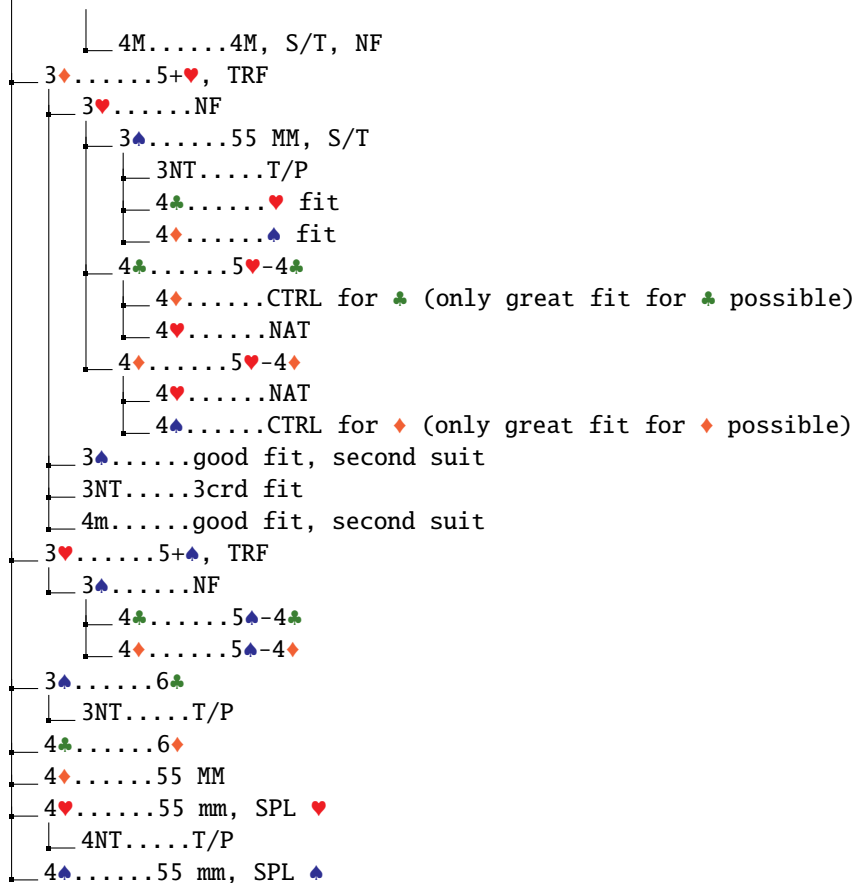 4M......4M, S/T, NF
3♦......5+♥, TRF
3♥......NF
3♠......55 MM, S/T
3NT.....T/P
4♣......♥ fit
4♦......♠ fit
4♣......5♥-4♣
4♦......CTRL for ♣ (only great fit for ♣ possible)
4♥......NAT
4♦......5♥-4♦
4♥......NAT
4♠......CTRL for ♦ (only great fit for ♦ possible)
3♠......good fit, second suit
3NT.....3crd fit
4m......good fit, second suit
3♥......5+♠, TRF
3♠......NF
4♣......5♠-4♣
4♦......5♠-4♦
3♠......6♣
3NT.....T/P
4♣......6♦
4♦......55 MM
4♥......55 mm, SPL ♥
4NT.....T/P
4♠......55 mm, SPL ♠